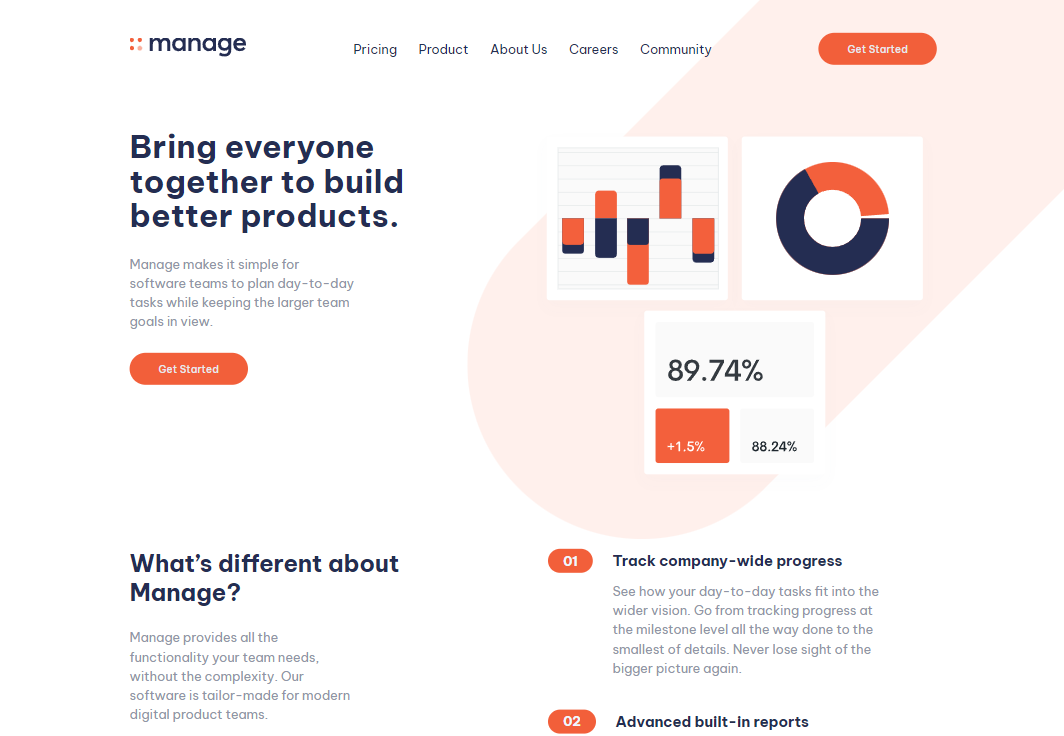 manage
Pricing Product About Us Careers Community
Get Started
Bring everyone
together to build
better products.
Manage makes it simple for
software teams to plan day-to-day
tasks while keeping the larger team
goals in view.
Get Started
89.74%
+1.5% 88.24%
What’s different about
Manage?
Manage provides all the
functionality your team needs,
without the complexity. Our
software is tailor-made for modern
digital product teams.
01 Track company-wide progress
See how your day-to-day tasks fit into the
wider vision. Go from tracking progress at
the milestone level all the way done to the
smallest of details. Never lose sight of the
bigger picture again.
02 Advanced built-in reports